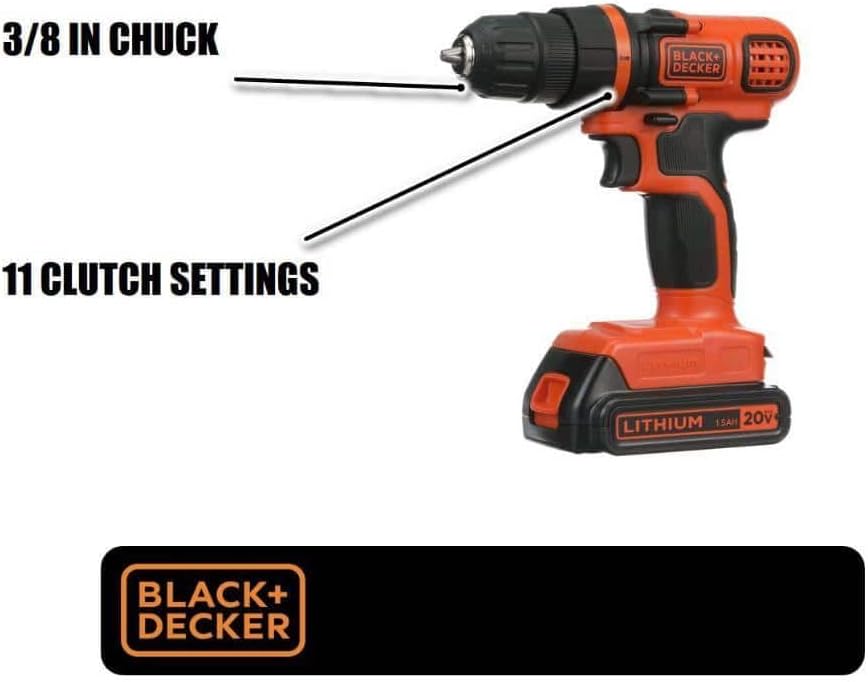 3/8 IN CHUCK
BLACK+
DECKER
11 CLUTCH SETTINGS
LITHIUM 1.5AH 20V
BLACK+
DECKER